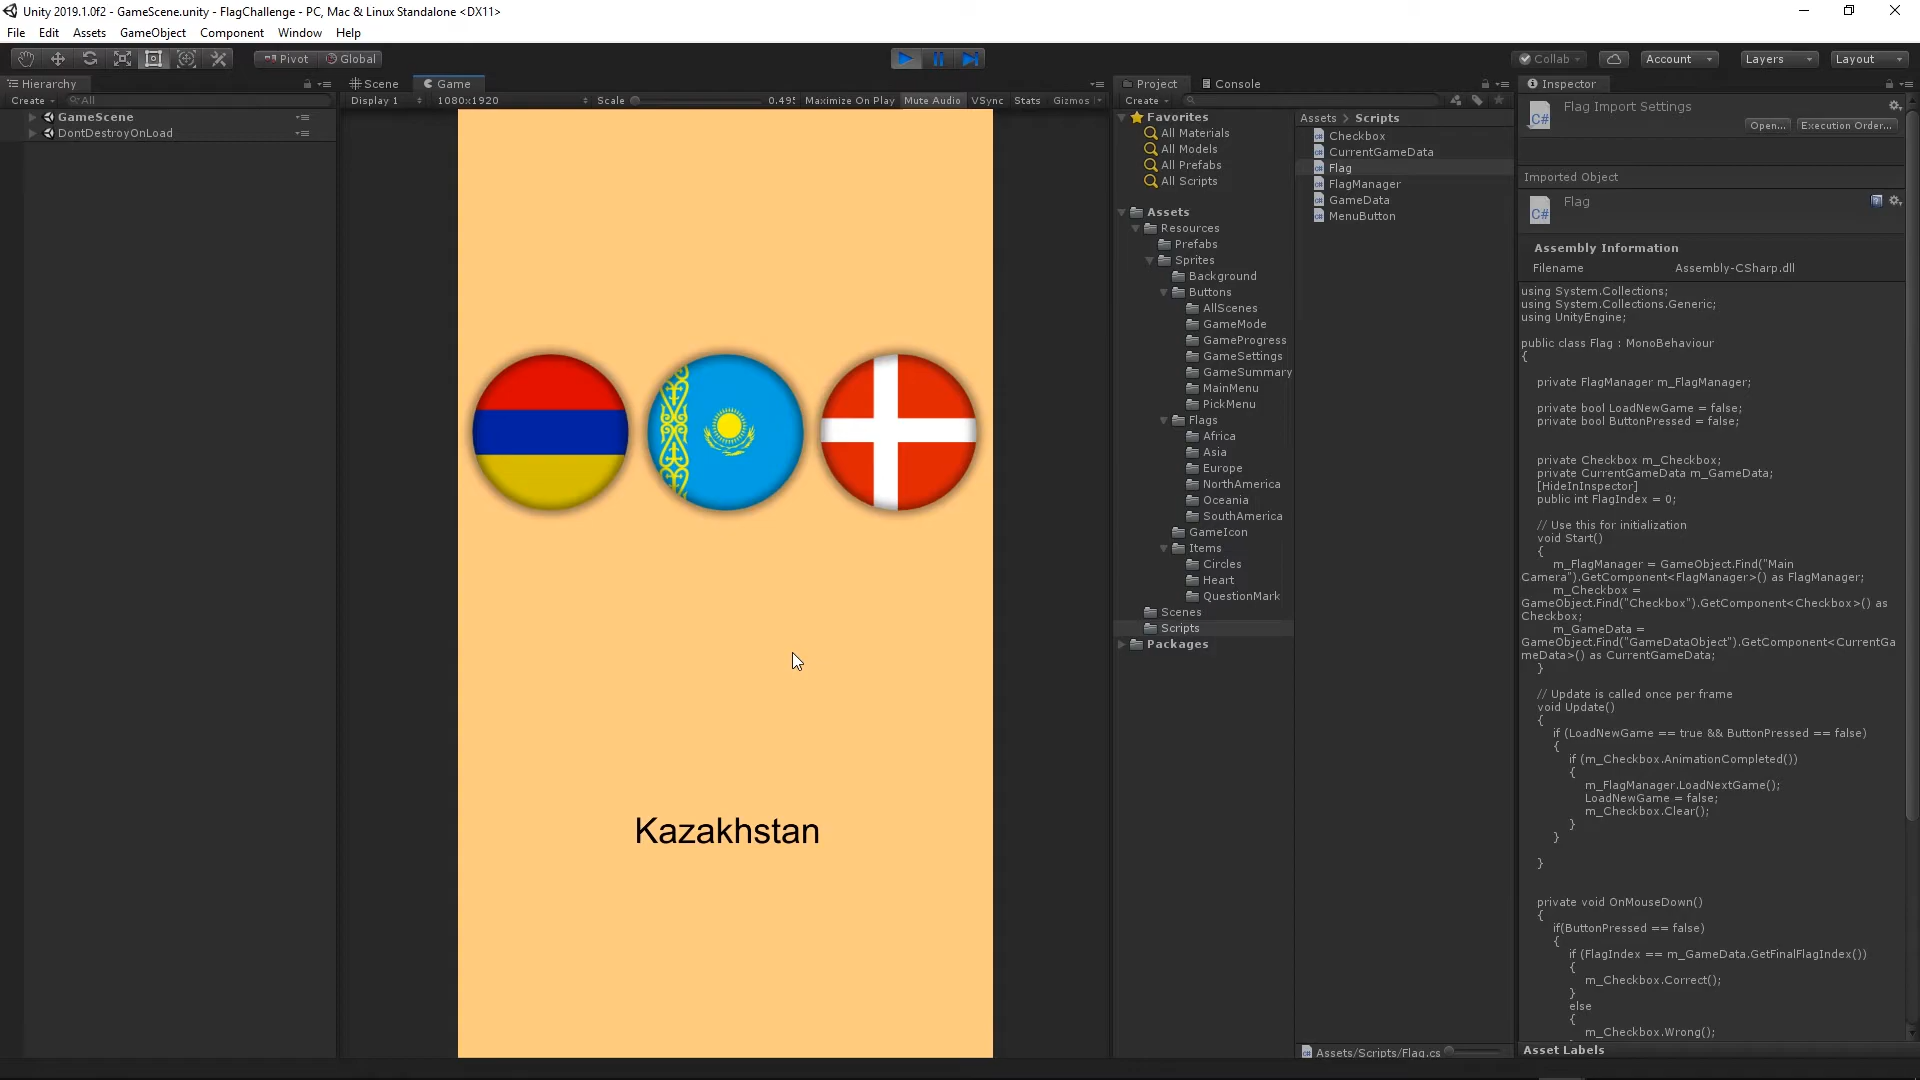 Unity 2019.1.0f2 - GameScene.unity - FlagChallenge - PC, Mac & Linux Standalone <DX11>
File Edit Assets GameObject Component Window Help
Pivot Global Collab Account Layers Layout
Hierarchy
Create All
GameScene
DontDestroyOnLoad
Scene Game
Display 1 1080x1920 Scale 0.495 Maximize On Play Mute Audio VSync Stats Gizmos
Kazakhstan
Project Console
Create
Favorites
All Materials
All Models
All Prefabs
All Scripts
Assets
Resources
Prefabs
Sprites
Background
Buttons
AllScenes
GameMode
GameProgress
GameSettings
GameSummary
MainMenu
PickMenu
Flags
Africa
Asia
Europe
NorthAmerica
Oceania
SouthAmerica
GameIcon
Items
Circles
Heart
QuestionMark
Scenes
Scripts
Packages
Assets > Scripts
Checkbox
CurrentGameData
Flag
FlagManager
GameData
MenuButton
Assets/Scripts/Flag.cs
Inspector
C# Flag Import Settings
Open... Execution Order...
Imported Object
C# Flag
Assembly Information
Filename Assembly-CSharp.dll
using System.Collections;
using System.Collections.Generic;
using UnityEngine;
public class Flag : MonoBehaviour
{
private FlagManager m_FlagManager;
private bool LoadNewGame = false;
private bool ButtonPressed = false;
private Checkbox m_Checkbox;
private CurrentGameData m_GameData;
[HideInInspector]
public int FlagIndex = 0;
// Use this for initialization
void Start()
{
m_FlagManager = GameObject.Find("Main
Camera").GetComponent<FlagManager>() as FlagManager;
m_Checkbox =
GameObject.Find("Checkbox").GetComponent<Checkbox>() as
Checkbox;
m_GameData =
GameObject.Find("GameDataObject").GetComponent<CurrentGa
meData>() as CurrentGameData;
}
// Update is called once per frame
void Update()
{
if (LoadNewGame == true && ButtonPressed == false)
{
if (m_Checkbox.AnimationCompleted())
{
m_FlagManager.LoadNextGame();
LoadNewGame = false;
m_Checkbox.Clear();
}
}
}
private void OnMouseDown()
{
if(ButtonPressed == false)
{
if (FlagIndex == m_GameData.GetFinalFlagIndex())
{
m_Checkbox.Correct();
}
else
{
m_Checkbox.Wrong();
Asset Labels